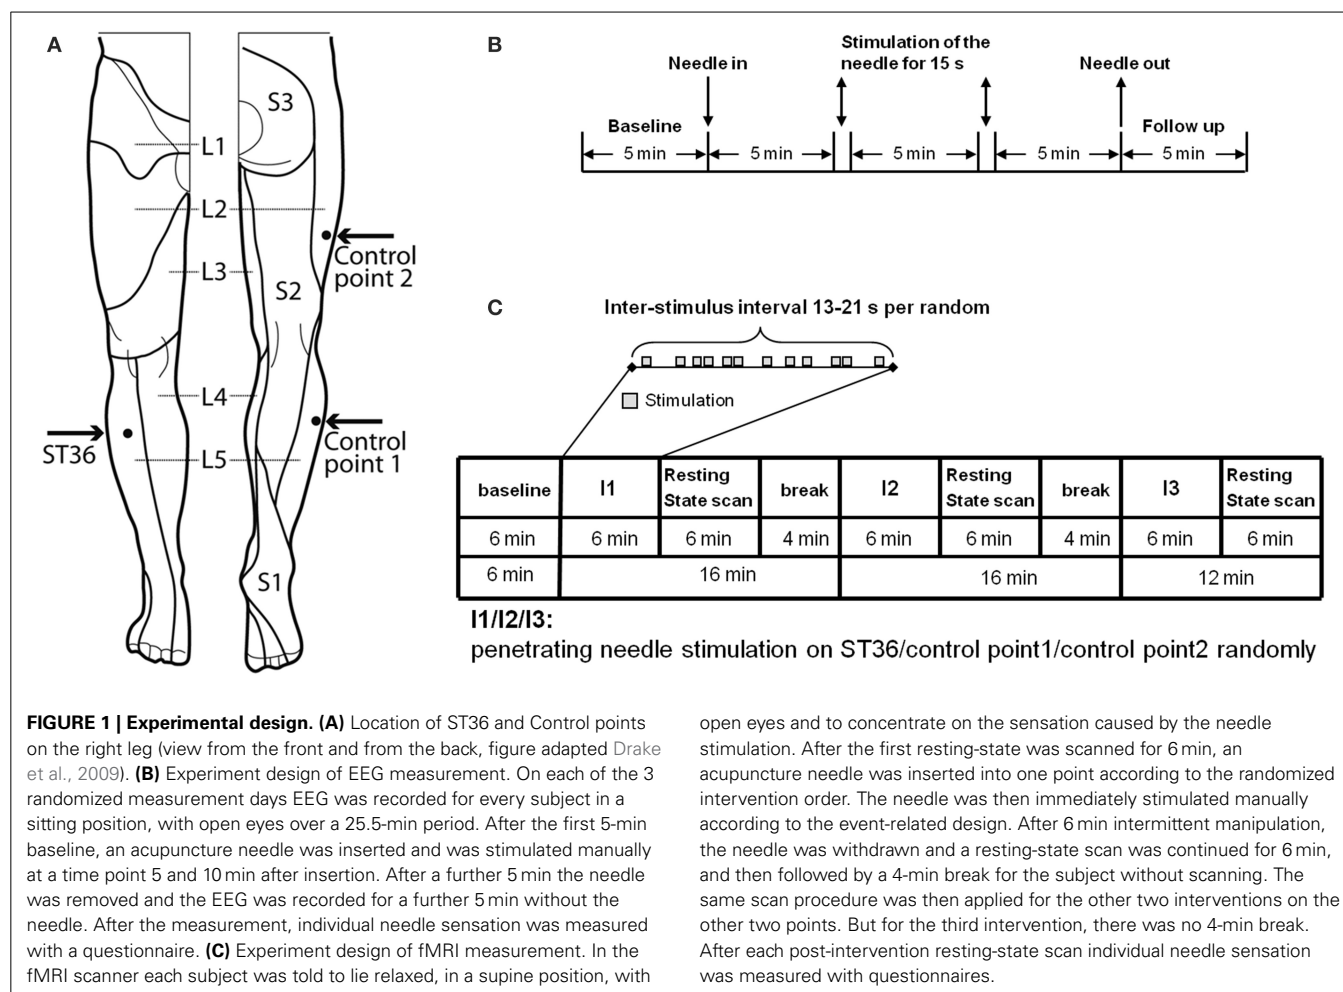 A
S3
L1
L2
Control
point 2
L3
S2
L4
ST36
Control
point 1
L5
S1
B
Needle in
Stimulation of the
needle for 15 s
Needle out
Baseline
Follow up
5 min
5 min
5 min
5 min
5 min
C
Inter-stimulus interval 13-21 s per random
Stimulation
baseline I1 Resting State scan break I2 Resting State scan break I3 Resting State scan
6 min 6 min 6 min 4 min 6 min 6 min 4 min 6 min 6 min
6 min 16 min 16 min 12 min
I1/I2/I3:
penetrating needle stimulation on ST36/control point1/control point2 randomly
FIGURE 1 | Experimental design. (A) Location of ST36 and Control points
on the right leg (view from the front and from the back, figure adapted Drake
et al., 2009). (B) Experiment design of EEG measurement. On each of the 3
randomized measurement days EEG was recorded for every subject in a
sitting position, with open eyes over a 25.5-min period. After the first 5-min
baseline, an acupuncture needle was inserted and was stimulated manually
at a time point 5 and 10 min after insertion. After a further 5 min the needle
was removed and the EEG was recorded for a further 5 min without the
needle. After the measurement, individual needle sensation was measured
with a questionnaire. (C) Experiment design of fMRI measurement. In the
fMRI scanner each subject was told to lie relaxed, in a supine position, with
open eyes and to concentrate on the sensation caused by the needle
stimulation. After the first resting-state was scanned for 6 min, an
acupuncture needle was inserted into one point according to the randomized
intervention order. The needle was then immediately stimulated manually
according to the event-related design. After 6 min intermittent manipulation,
the needle was withdrawn and a resting-state scan was continued for 6 min,
and then followed by a 4-min break for the subject without scanning. The
same scan procedure was then applied for the other two interventions on the
other two points. But for the third intervention, there was no 4-min break.
After each post-intervention resting-state scan individual needle sensation
was measured with questionnaires.